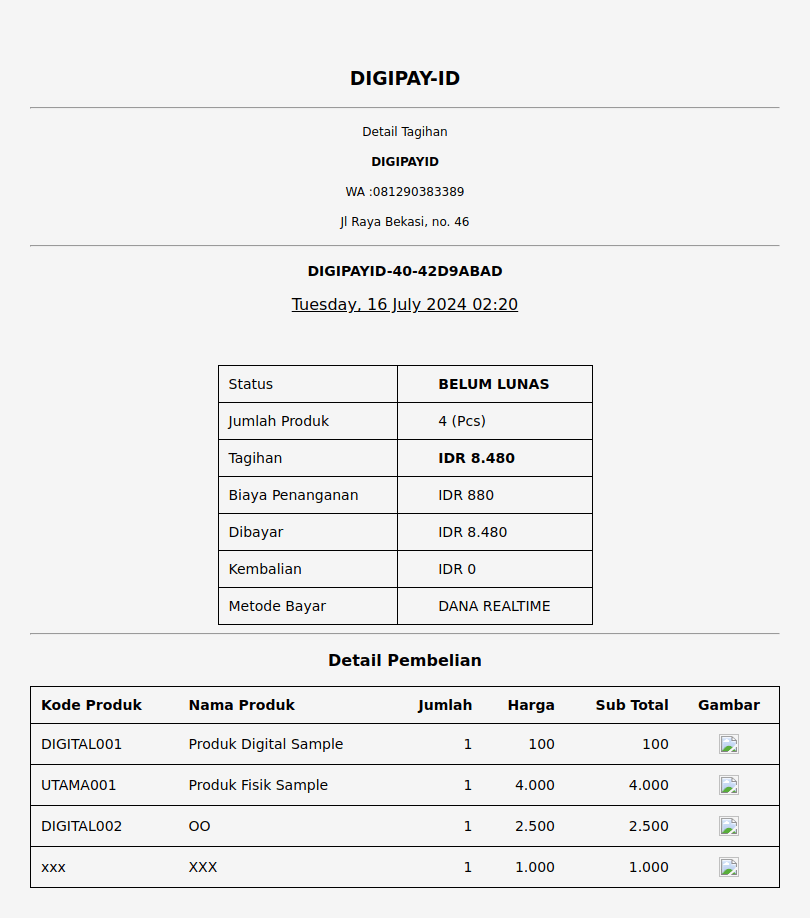 DIGIPAY-ID
Detail Tagihan
DIGIPAYID
WA :081290383389
Jl Raya Bekasi, no. 46
DIGIPAYID-40-42D9ABAD
Tuesday, 16 July 2024 02:20
Status BELUM LUNAS
Jumlah Produk 4 (Pcs)
Tagihan IDR 8.480
Biaya Penanganan IDR 880
Dibayar IDR 8.480
Kembalian IDR 0
Metode Bayar DANA REALTIME
Detail Pembelian
Kode Produk Nama Produk Jumlah Harga Sub Total Gambar
DIGITAL001 Produk Digital Sample 1 100 100
UTAMA001 Produk Fisik Sample 1 4.000 4.000
DIGITAL002 OO 1 2.500 2.500
xxx XXX 1 1.000 1.000